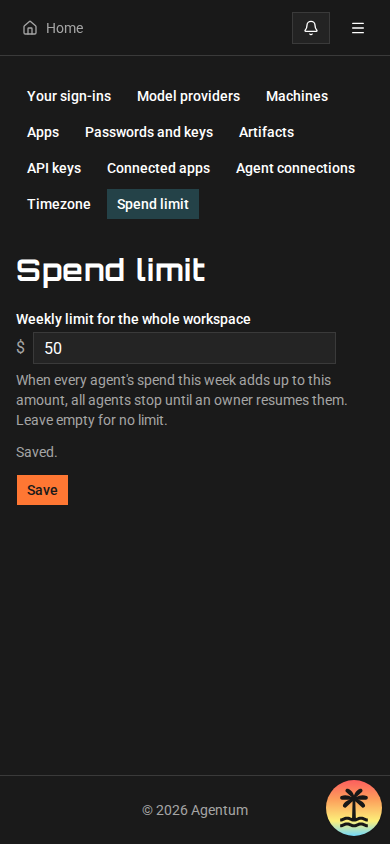 Home
Your sign-ins Model providers Machines
Apps Passwords and keys Artifacts
API keys Connected apps Agent connections
Timezone Spend limit
Spend limit
Weekly limit for the whole workspace
$ 50
When every agent's spend this week adds up to this
amount, all agents stop until an owner resumes them.
Leave empty for no limit.
Saved.
Save
© 2026 Agentum